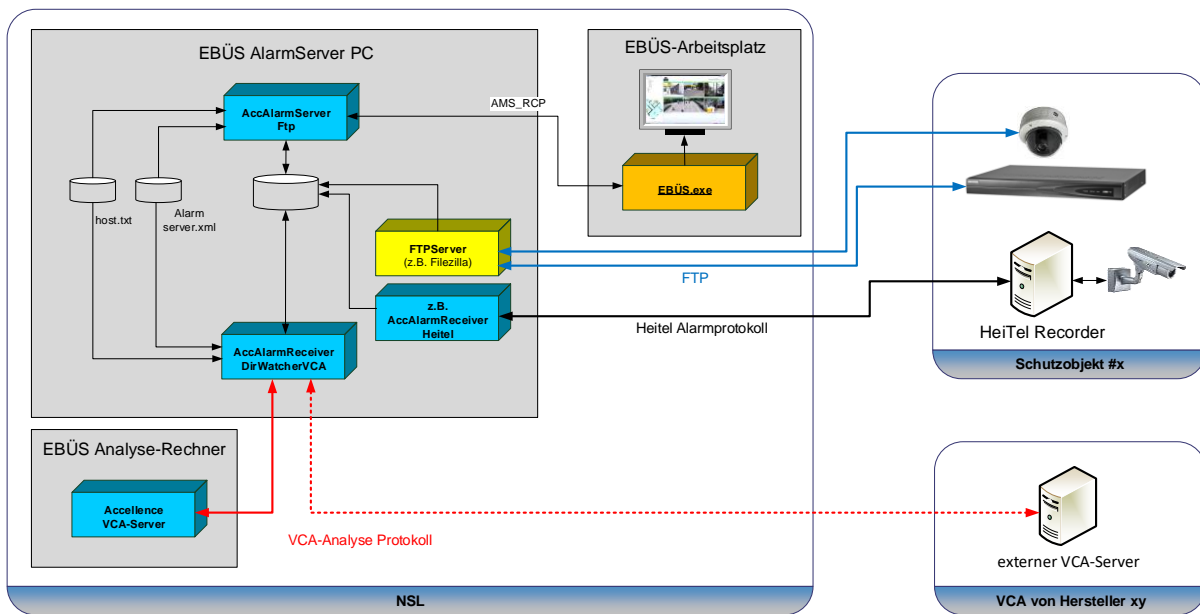 EBÜS AlarmServer PC
AccAlarmServer
Ftp
host.txt
Alarm
server.xml
FTPServer
(z.B. Filezilla)
z.B.
AccAlarmReceiver
Heitel
AccAlarmReceiver
DirWatcherVCA
EBÜS-Arbeitsplatz
AMS_RCP
EBÜS.exe
FTP
Heitel Alarmprotokoll
HeiTel Recorder
Schutzobjekt #x
EBÜS Analyse-Rechner
Accellence
VCA-Server
VCA-Analyse Protokoll
externer VCA-Server
NSL
VCA von Hersteller xy